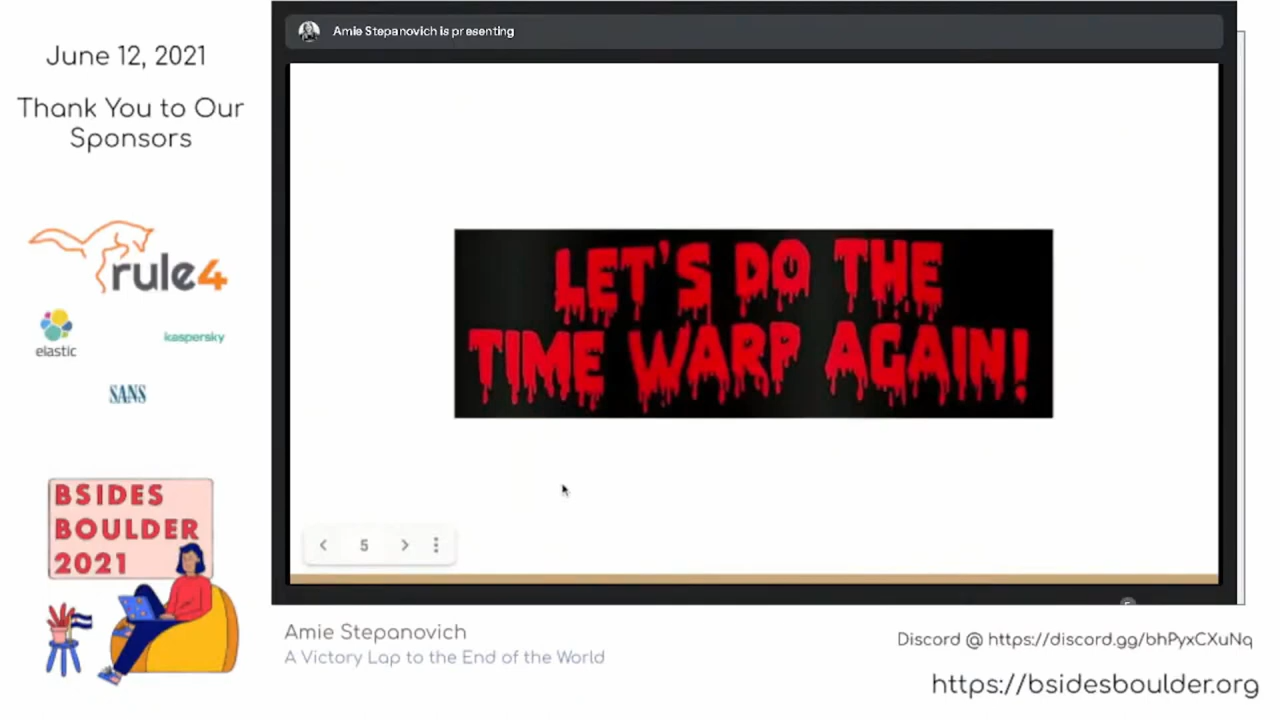 June 12, 2021
Thank You to Our
Sponsors
rule4
elastic
kaspersky
SANS
BSIDES
BOULDER
2021
Amie Stepanovich is presenting
LET'S DO THE
TIME WARP AGAIN!
5
Amie Stepanovich
A Victory Lap to the End of the World
Discord @ https://discord.gg/bhPyxCXuNq
https://bsidesboulder.org